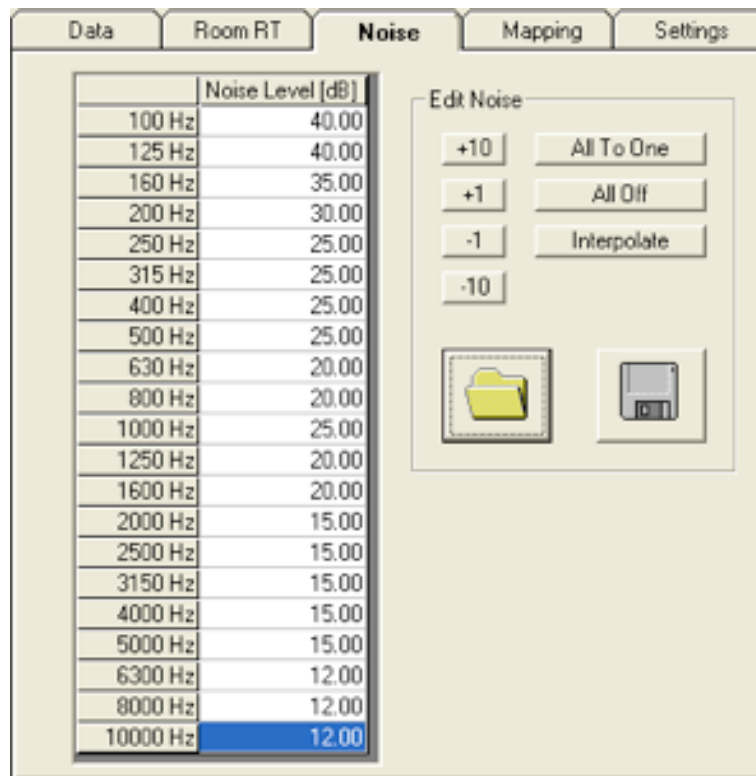 Data Room RT Noise Mapping Settings
Noise Level [dB]
100 Hz 40.00
125 Hz 40.00
160 Hz 35.00
200 Hz 30.00
250 Hz 25.00
315 Hz 25.00
400 Hz 25.00
500 Hz 25.00
630 Hz 20.00
800 Hz 20.00
1000 Hz 25.00
1250 Hz 20.00
1600 Hz 20.00
2000 Hz 15.00
2500 Hz 15.00
3150 Hz 15.00
4000 Hz 15.00
5000 Hz 15.00
6300 Hz 12.00
8000 Hz 12.00
10000 Hz 12.00
Edit Noise
+10 All To One
+1 All Off
-1 Interpolate
-10